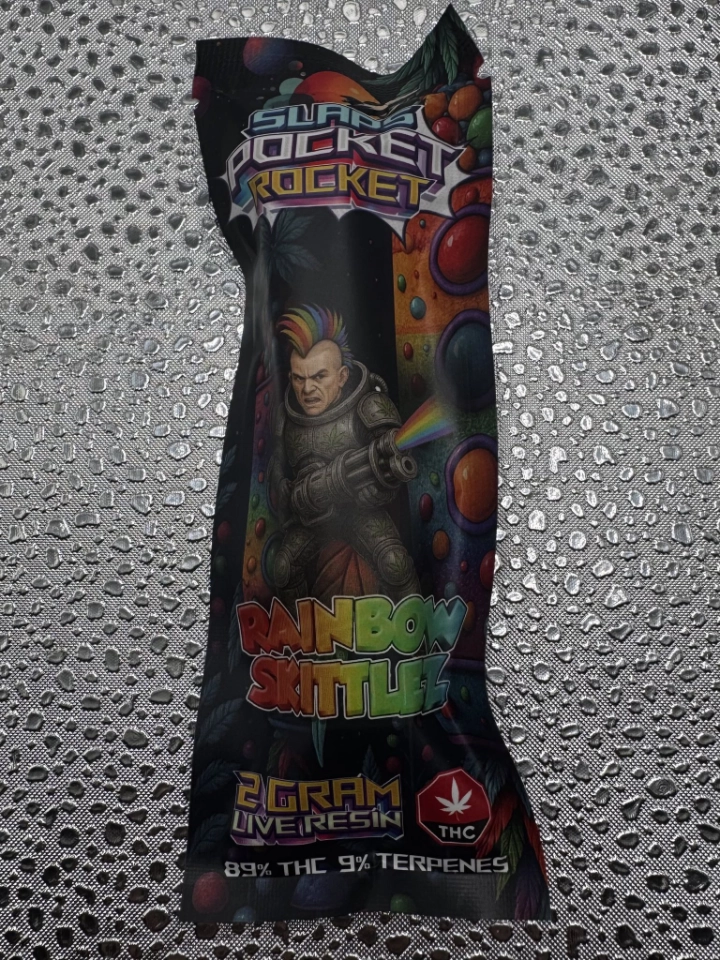 SLAPS
POCKET
ROCKET
RAINBOW
SKITTLEZ
2 GRAM
LIVE RESIN
THC
89% THC 9% TERPENES